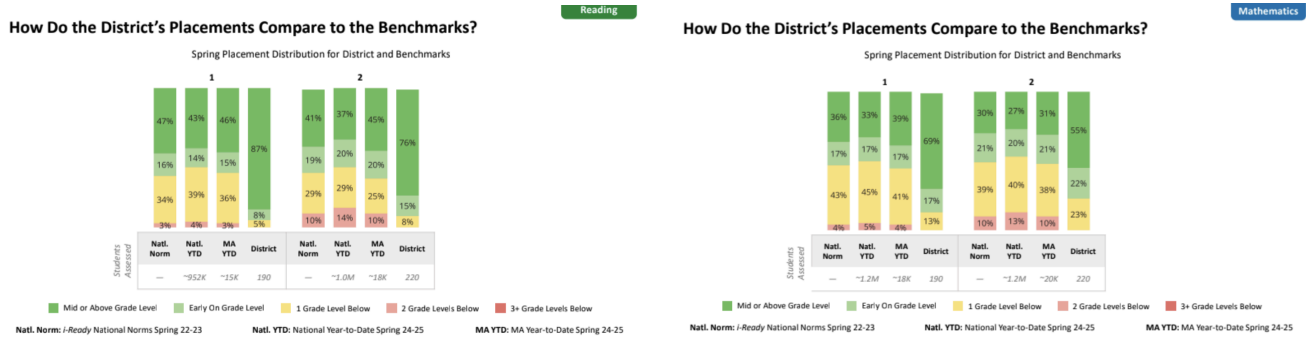 Reading
How Do the District's Placements Compare to the Benchmarks?
Spring Placement Distribution for District and Benchmarks
1 2
47% 43% 46% 87% 41% 37% 45% 76%
16% 14% 15% 8% 19% 20% 20% 15%
34% 39% 36% 5% 29% 29% 25% 8%
3% 4% 3% 10% 14% 10%
Natl. Norm Natl. YTD MA YTD District Natl. Norm Natl. YTD MA YTD District
Students Assessed
— ~952K ~15K 190 — ~1.0M ~18K 220
Mid or Above Grade Level Early On Grade Level 1 Grade Level Below 2 Grade Levels Below 3+ Grade Levels Below
Natl. Norm: i-Ready National Norms Spring 22-23 Natl. YTD: National Year-to-Date Spring 24-25 MA YTD: MA Year-to-Date Spring 24-25
Mathematics
How Do the District's Placements Compare to the Benchmarks?
Spring Placement Distribution for District and Benchmarks
1 2
36% 33% 39% 69% 30% 27% 31% 55%
17% 17% 17% 17% 21% 20% 21% 22%
43% 45% 41% 13% 39% 40% 38% 23%
4% 5% 4% 10% 13% 10%
Natl. Norm Natl. YTD MA YTD District Natl. Norm Natl. YTD MA YTD District
Students Assessed
— ~1.2M ~18K 190 — ~1.2M ~20K 220
Mid or Above Grade Level Early On Grade Level 1 Grade Level Below 2 Grade Levels Below 3+ Grade Levels Below
Natl. Norm: i-Ready National Norms Spring 22-23 Natl. YTD: National Year-to-Date Spring 24-25 MA YTD: MA Year-to-Date Spring 24-25